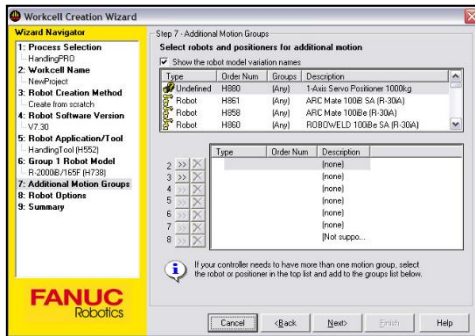 Workcell Creation Wizard
Wizard Navigator
1: Process Selection
HandlingPRO
2: Workcell Name
NewProject
3: Robot Creation Method
Create from scratch
4: Robot Software Version
V7.30
5: Robot Application/Tool
HandlingTool (H552)
6: Group 1 Robot Model
R-2000iB/165F (H738)
7: Additional Motion Groups
8: Robot Options
9: Summary
FANUC
Robotics
Step 7 - Additional Motion Groups
Select robots and positioners for additional motion
Show the robot model variation names
Type Order Num Groups Description
Undefined H880 (Any) 1-Axis Servo Positioner 1000kg
Robot H861 (Any) ARC Mate 100iB SA (R-30iA)
Robot H858 (Any) ARC Mate 100iBe (R-30iA)
Robot H860 (Any) ROBOWELD 100iBe SA (R-30iA)
Type Order Num Description
2 >> X (none)
3 >> X (none)
4 >> X (none)
5 >> X (none)
6 >> X (none)
7 >> X (none)
8 >> X [Not suppo...
If your controller needs to have more than one motion group, select
the robot or positioner in the top list and add to the groups list below.
Cancel <Back Next> Finish Help